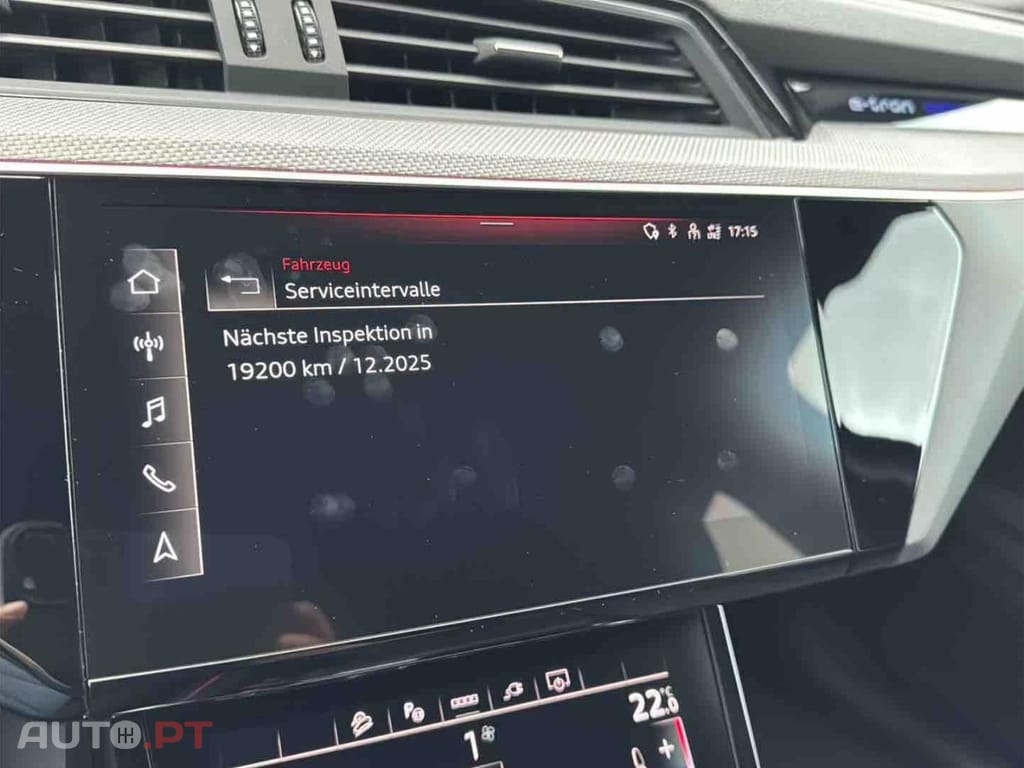 e-tron
17:15
Fahrzeug
Serviceintervalle
Nächste Inspektion in
19200 km / 12.2025
22.0 °C
1
+
AUTO.PT